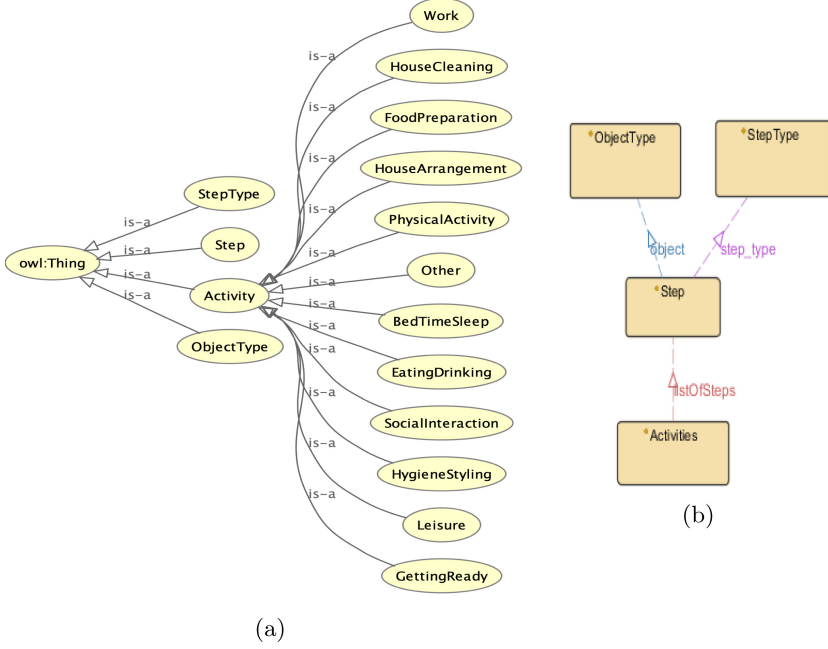 Work
is-a
HouseCleaning
is-a
FoodPreparation
is-a
HouseArrangement
is-a
PhysicalActivity
is-a
Other
is-a
BedTimeSleep
is-a
EatingDrinking
is-a
SocialInteraction
is-a
HygieneStyling
is-a
Leisure
is-a
GettingReady
is-a
StepType
is-a
Step
is-a
owl:Thing
Activity
is-a
ObjectType
is-a
(a)
ObjectType
StepType
object
step_type
Step
listOfSteps
Activities
(b)